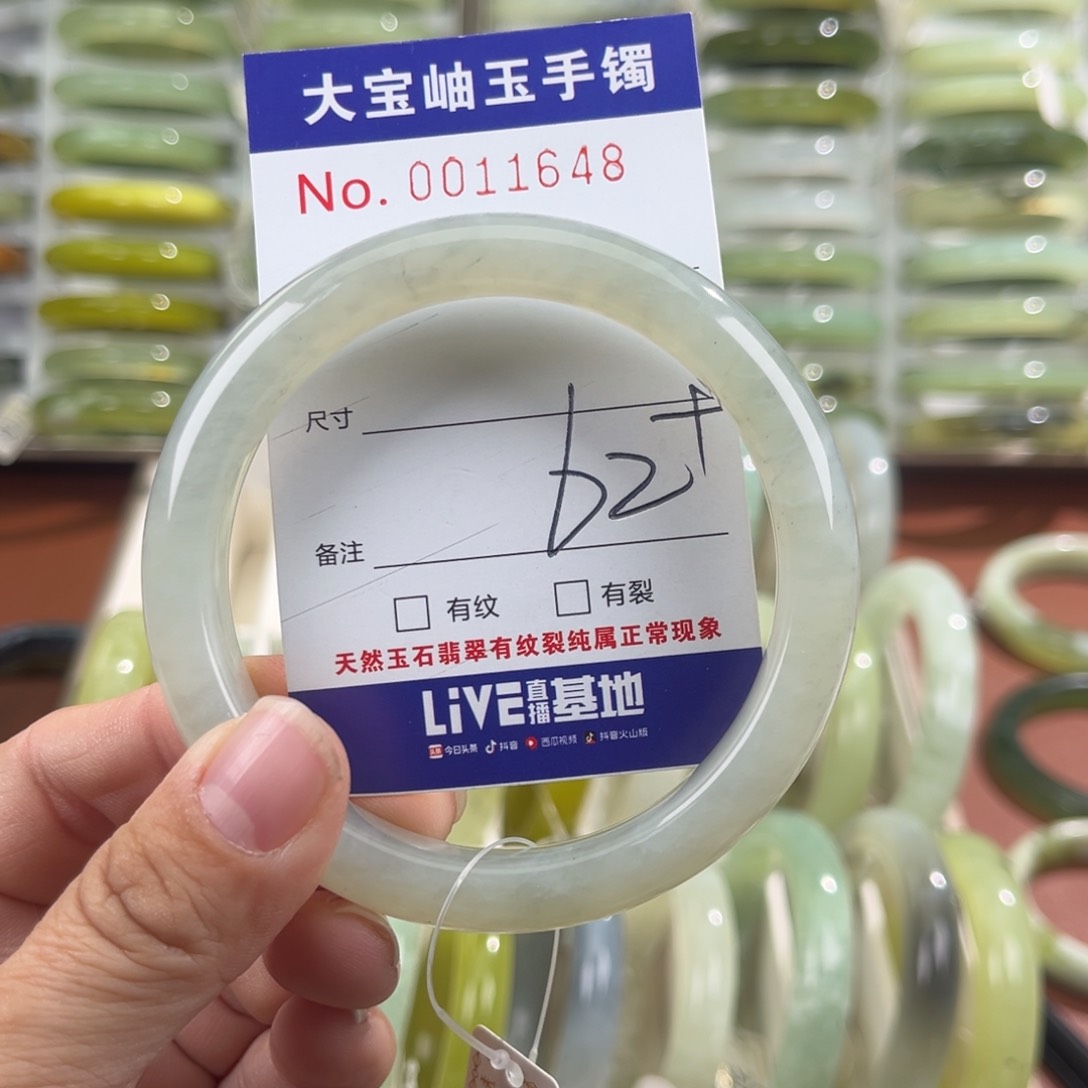 大宝岫玉手镯
No. 0011648
尺寸
62+
备注
有纹 有裂
天然玉石翡翠有纹裂纯属正常现象
LiVE直播基地
今日头条 抖音 西瓜视频 抖音火山版